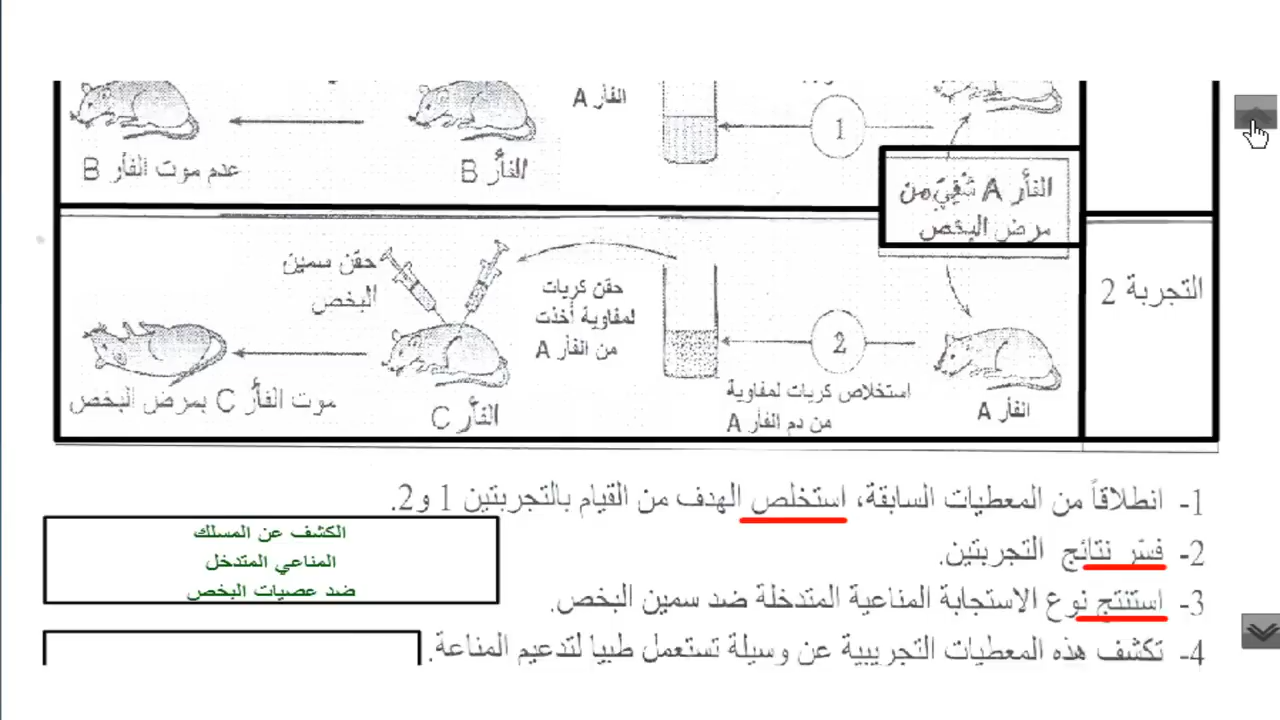 الفأر A
1
الفأر B
عدم موت الفأر B
الفأر A شُفِيَ من
مرض البخص
التجربة 2
حقن سمين
البخص
حقن كريات
لمفاوية أخذت
من الفأر A
2
استخلاص كريات لمفاوية
من دم الفأر A
الفأر A
الفأر C
موت الفأر C بمرض البخص
1- انطلاقاً من المعطيات السابقة، استخلص الهدف من القيام بالتجربتين 1 و2.
الكشف عن المسلك
المناعي المتدخل
ضد عصيات البخص
2- فسّر نتائج التجربتين.
3- استنتج نوع الاستجابة المناعية المتدخلة ضد سمين البخص.
4- تكشف هذه المعطيات التجريبية عن وسيلة تستعمل طبيا لتدعيم المناعة.